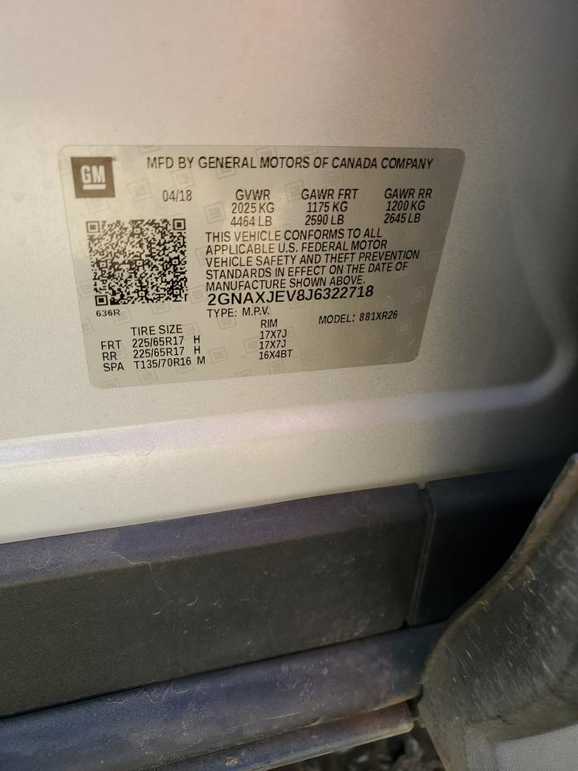 GM
MFD BY GENERAL MOTORS OF CANADA COMPANY
04/18 GVWR GAWR FRT GAWR RR
2025 KG 1175 KG 1200 KG
4464 LB 2590 LB 2645 LB
THIS VEHICLE CONFORMS TO ALL
APPLICABLE U.S. FEDERAL MOTOR
VEHICLE SAFETY AND THEFT PREVENTION
STANDARDS IN EFFECT ON THE DATE OF
MANUFACTURE SHOWN ABOVE.
2GNAXJEV8J6322718
636R
TYPE: M.P.V. MODEL: 881XR26
TIRE SIZE RIM
FRT 225/65R17 H 17X7J
RR 225/65R17 H 17X7J
SPA T135/70R16 M 16X4BT